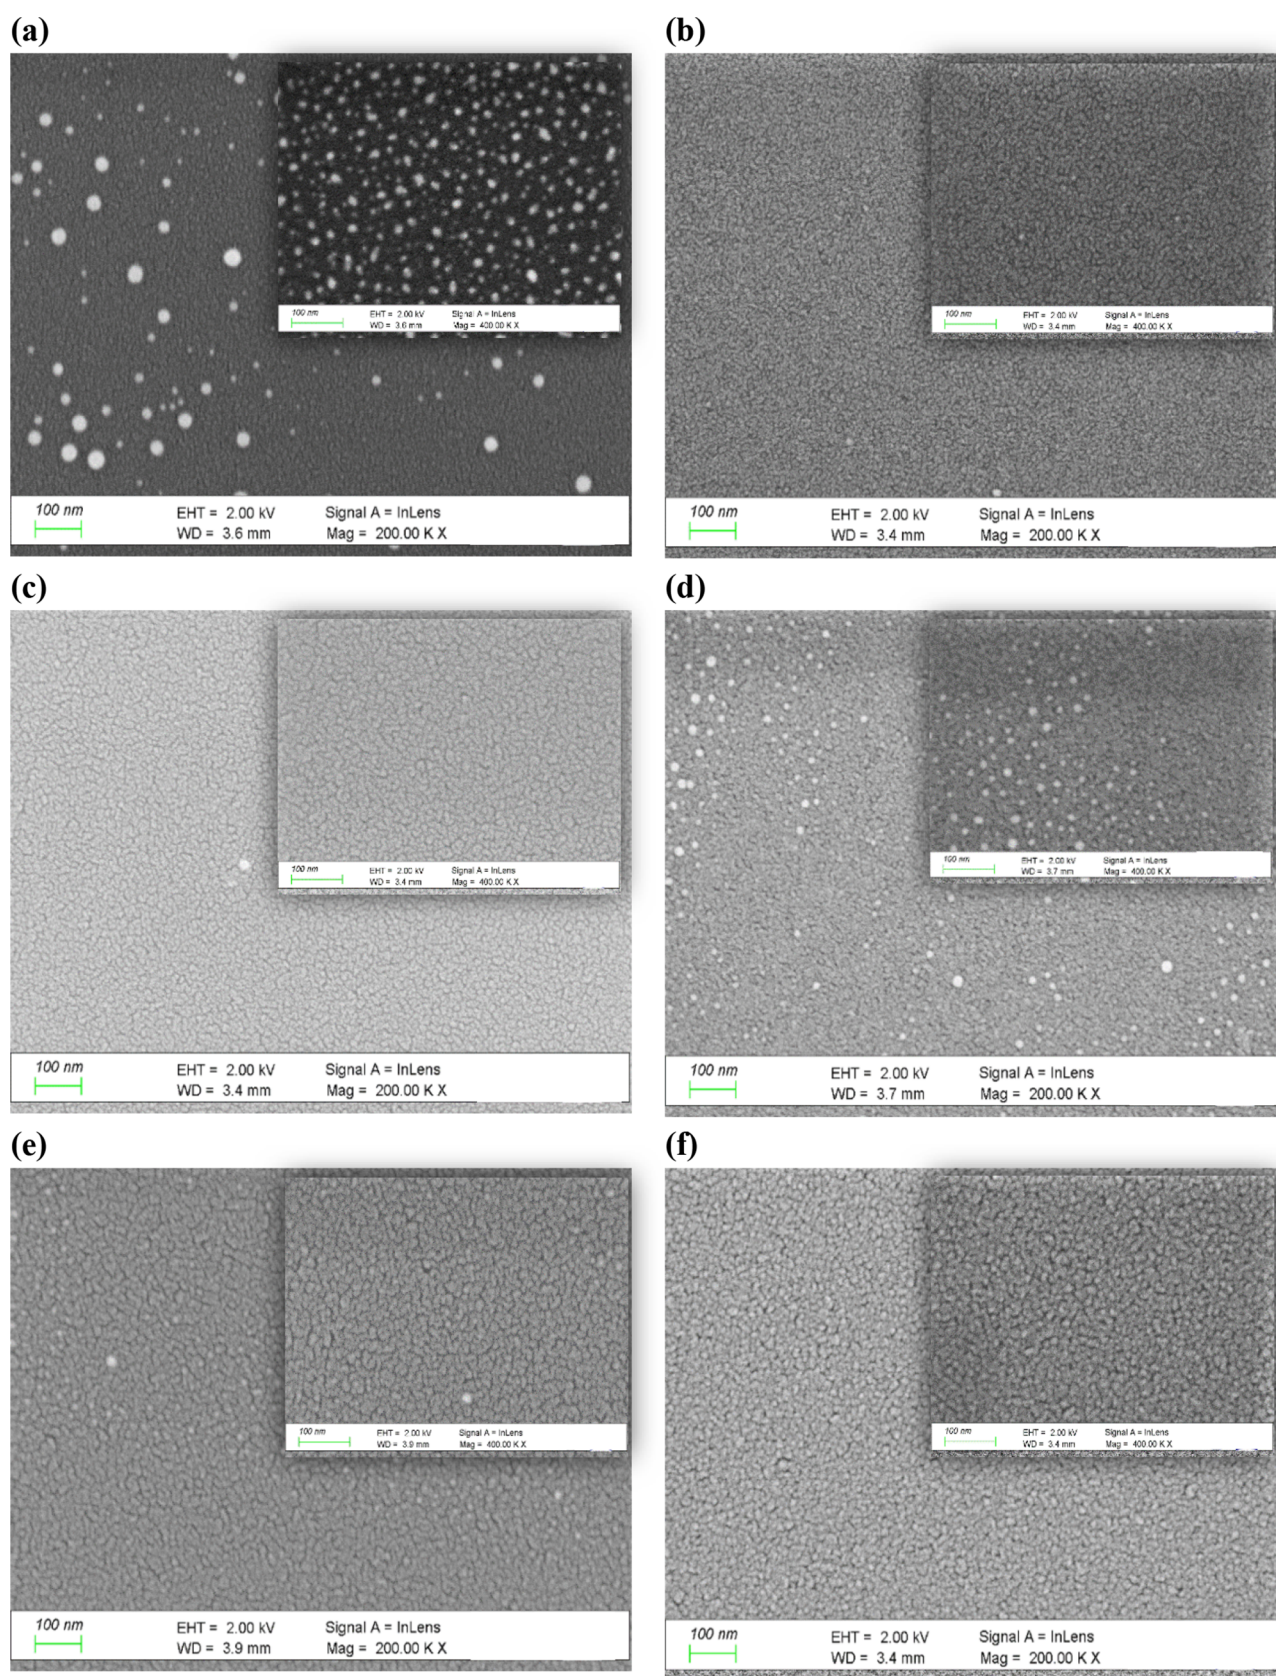 (a)
100 nm EHT = 2.00 kV Signal A = InLens
WD = 3.6 mm Mag = 400.00 K X
100 nm EHT = 2.00 kV Signal A = InLens
WD = 3.6 mm Mag = 200.00 K X
(b)
100 nm EHT = 2.00 kV Signal A = InLens
WD = 3.4 mm Mag = 400.00 K X
100 nm EHT = 2.00 kV Signal A = InLens
WD = 3.4 mm Mag = 200.00 K X
(c)
100 nm EHT = 2.00 kV Signal A = InLens
WD = 3.4 mm Mag = 400.00 K X
100 nm EHT = 2.00 kV Signal A = InLens
WD = 3.4 mm Mag = 200.00 K X
(d)
100 nm EHT = 2.00 kV Signal A = InLens
WD = 3.7 mm Mag = 400.00 K X
100 nm EHT = 2.00 kV Signal A = InLens
WD = 3.7 mm Mag = 200.00 K X
(e)
100 nm EHT = 2.00 kV Signal A = InLens
WD = 3.9 mm Mag = 400.00 K X
100 nm EHT = 2.00 kV Signal A = InLens
WD = 3.9 mm Mag = 200.00 K X
(f)
100 nm EHT = 2.00 kV Signal A = InLens
WD = 3.4 mm Mag = 400.00 K X
100 nm EHT = 2.00 kV Signal A = InLens
WD = 3.4 mm Mag = 200.00 K X